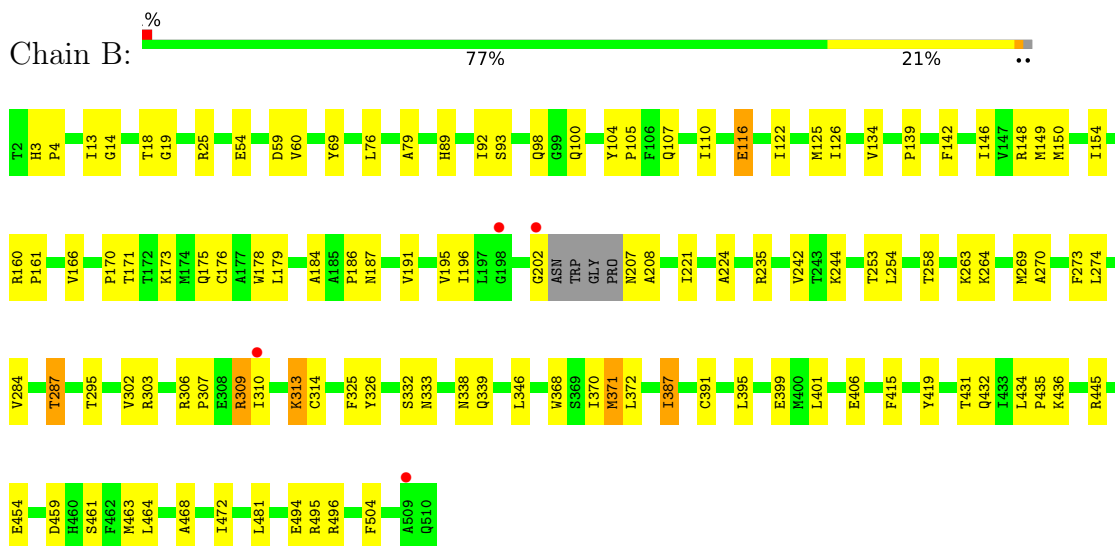 %
Chain B:
77% 21% ••
T2 H3 P4 I13 G14 T18 G19 R25 E54 D59 V60 Y69 L76 A79 H89 I92 S93 Q98 G99 Q100 Y104 P105 F106 Q107 I110 E116 I122 M125 I126 V134 P139 F142 I146 V147 R148 M149 M150 I154
R160 P161 V166 P170 T171 T172 K173 M174 Q175 C176 A177 W178 L179 A184 A185 P186 N187 V191 V195 I196 L197 G198 G202 ASN TRP GLY PRO N207 A208 I221 A224 R235 V242 T243 K244 T253 L254 T258 K263 K264 M269 A270 F273 L274
V284 T287 T295 V302 R303 R306 P307 E308 R309 I310 K313 C314 F325 Y326 S332 N333 N338 Q339 L346 W368 S369 I370 M371 L372 I387 C391 L395 E399 M400 L401 E406 F415 Y419 T431 Q432 I433 L434 P435 K436 R445
E454 D459 H460 S461 F462 M463 L464 A468 I472 L481 E494 R495 R496 F504 A509 Q510